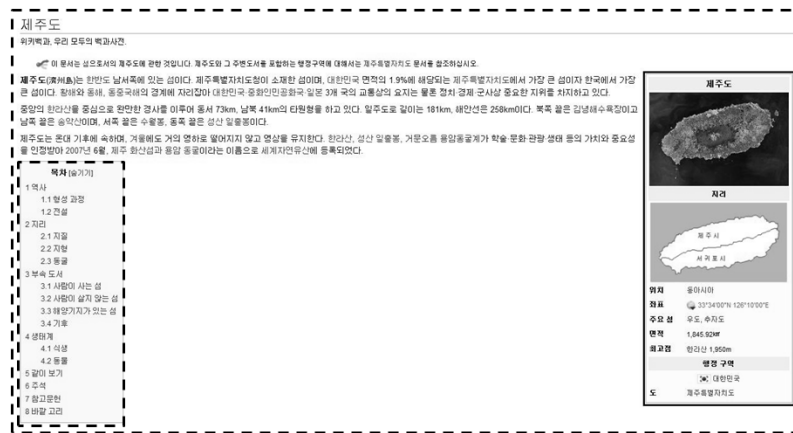 제주도
위키백과, 우리 모두의 백과사전.
이 문서는 섬으로서의 제주도에 관한 것입니다. 제주도와 그 주변도서를 포함하는 행정구역에 대해서는 제주특별자치도 문서를 참조하십시오.
제주도(濟州島)는 한반도 남서쪽에 있는 섬이다. 제주특별자치도청이 소재한 섬이며, 대한민국 면적의 1.9%에 해당되는 제주특별자치도에서 가장 큰 섬이자 한국에서 가장
큰 섬이다. 황해와 동해, 동중국해의 경계에 자리잡아 대한민국·중화인민공화국·일본 3개 국의 교통상의 요지는 물론 정치·경제·군사상 중요한 지위를 차지하고 있다.
중앙의 한라산을 중심으로 완만한 경사를 이루어 동서 73km, 남북 41km의 타원형을 하고 있다. 일주도로 길이는 181km, 해안선은 258km이다. 북쪽 끝은 김녕해수욕장이고
남쪽 끝은 송악산이며, 서쪽 끝은 수월봉, 동쪽 끝은 성산 일출봉이다.
제주도는 온대 기후에 속하며, 겨울에도 거의 영하로 떨어지지 않고 영상을 유지한다. 한라산, 성산 일출봉, 거문오름 용암동굴계가 학술·문화·관광·생태 등의 가치와 중요성
을 인정받아 2007년 6월, 제주 화산섬과 용암 동굴이라는 이름으로 세계자연유산에 등록되었다.
목차 [숨기기]
1 역사
1.1 형성 과정
1.2 전설
2 지리
2.1 지질
2.2 지형
2.3 동굴
3 부속 도서
3.1 사람이 사는 섬
3.2 사람이 살지 않는 섬
3.3 해양기지가 있는 섬
3.4 기후
4 생태계
4.1 식생
4.2 동물
5 같이 보기
6 주석
7 참고문헌
8 바깥 고리
제주도
지리
제주시
서귀포시
위치 동아시아
좌표 33°34′00″N 126°10′00″E
주요 섬 우도, 추자도
면적 1,845.92㎢
최고점 한라산 1,950m
행정 구역
대한민국
도 제주특별자치도